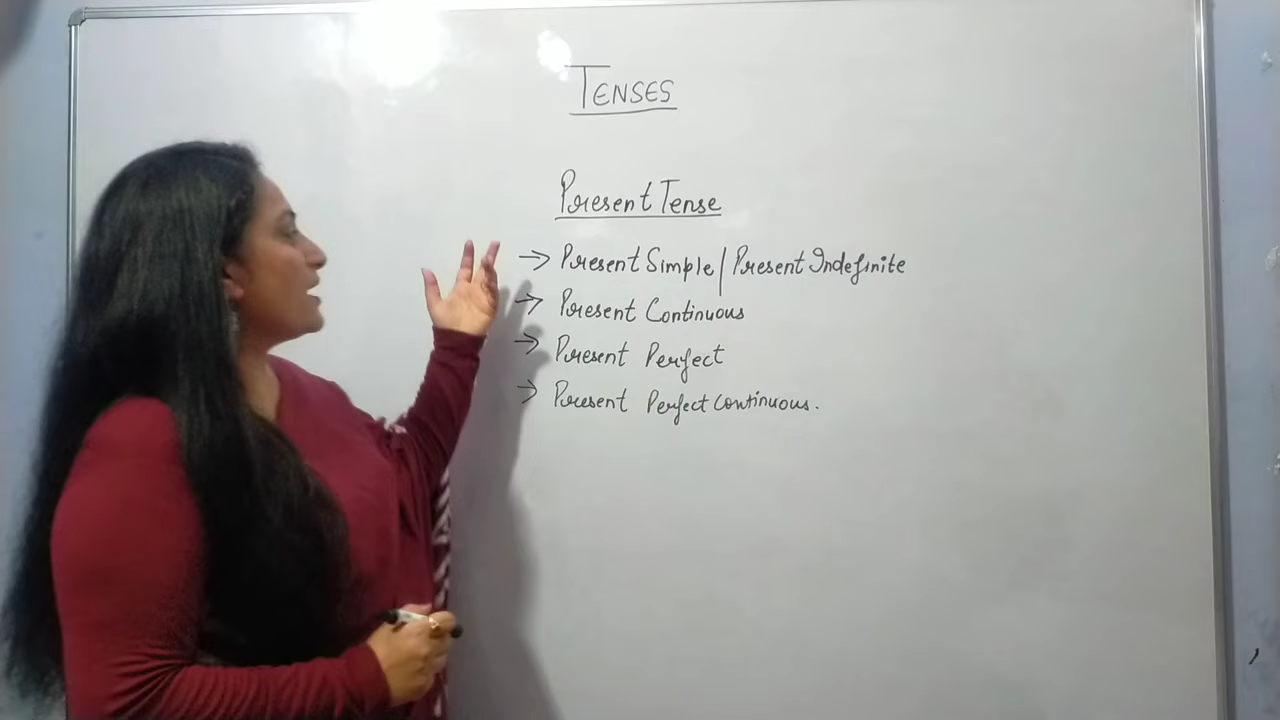 TENSES
Present Tense
→ Present Simple / Present Indefinite
→ Present Continuous
→ Present Perfect
→ Present Perfect Continuous.